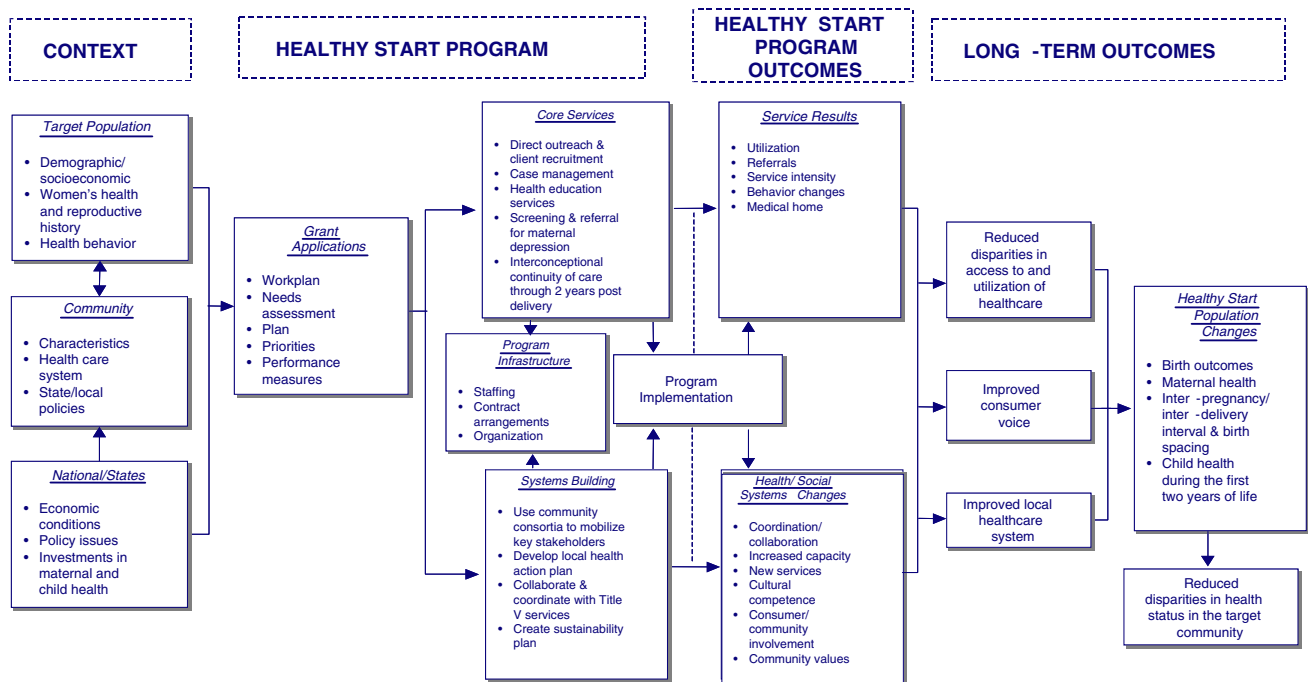 CONTEXT
HEALTHY START PROGRAM
HEALTHY START
PROGRAM
OUTCOMES
LONG -TERM OUTCOMES
Target Population
• Demographic/
socioeconomic
• Women's health
and reproductive
history
• Health behavior
Community
• Characteristics
• Health care
system
• State/local
policies
National/States
• Economic
conditions
• Policy issues
• Investments in
maternal and
child health
Grant
Applications
• Workplan
• Needs
assessment
• Plan
• Priorities
• Performance
measures
Core Services
• Direct outreach &
client recruitment
• Case management
• Health education
services
• Screening & referral
for maternal
depression
• Interconceptional
continuity of care
through 2 years post
delivery
Program
Infrastructure
• Staffing
• Contract
arrangements
• Organization
Systems Building
• Use community
consortia to mobilize
key stakeholders
• Develop local health
action plan
• Collaborate &
coordinate with Title
V services
• Create sustainability
plan
Program
Implementation
Service Results
• Utilization
• Referrals
• Service intensity
• Behavior changes
• Medical home
Health/ Social
Systems Changes
• Coordination/
collaboration
• Increased capacity
• New services
• Cultural
competence
• Consumer/
community
involvement
• Community values
Reduced
disparities in
access to and
utilization of
healthcare
Improved
consumer
voice
Improved local
healthcare
system
Healthy Start
Population
Changes
• Birth outcomes
• Maternal health
• Inter -pregnancy/
inter -delivery
interval & birth
spacing
• Child health
during the first
two years of life
Reduced
disparities in health
status in the target
community